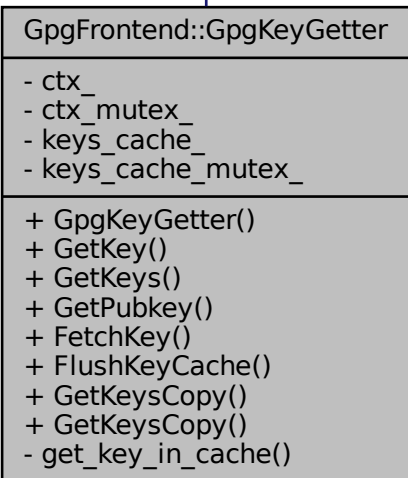 GpgFrontend::GpgKeyGetter
- ctx_
- ctx_mutex_
- keys_cache_
- keys_cache_mutex_
+ GpgKeyGetter()
+ GetKey()
+ GetKeys()
+ GetPubkey()
+ FetchKey()
+ FlushKeyCache()
+ GetKeysCopy()
+ GetKeysCopy()
- get_key_in_cache()